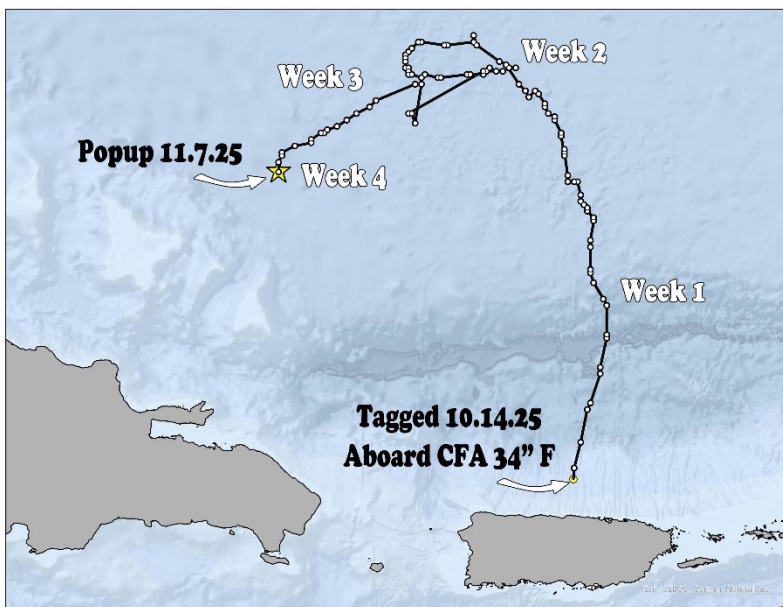 Week 2
Week 3
Popup 11.7.25
Week 4
Week 1
Tagged 10.14.25
Aboard CFA 34” F